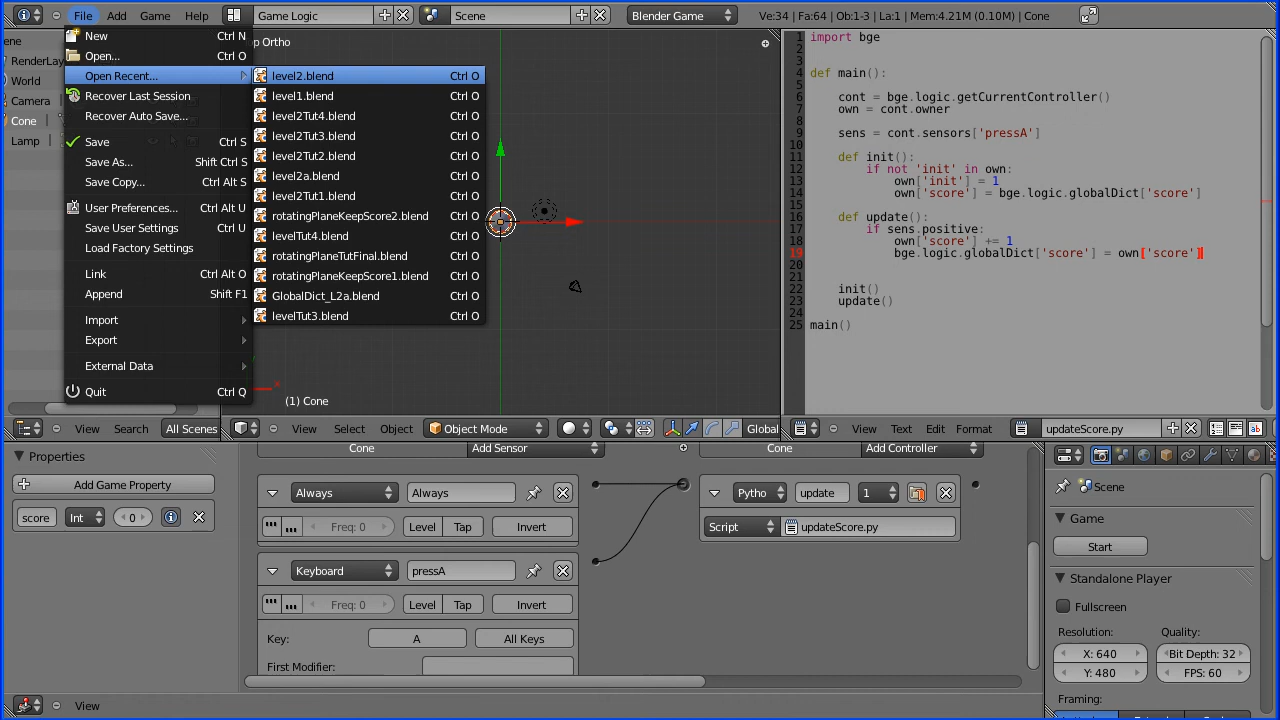 File Add Game Help Game Logic Scene Blender Game Ve:34 | Fa:64 | Ob:1-3 | La:1 | Mem:4.21M (0.10M) | Cone
New Ctrl N
Open... Ctrl O
Open Recent...
Recover Last Session
Recover Auto Save...
Save Ctrl S
Save As... Shift Ctrl S
Save Copy... Ctrl Alt S
User Preferences... Ctrl Alt U
Save User Settings Ctrl U
Load Factory Settings
Link Ctrl Alt O
Append Shift F1
Import
Export
External Data
Quit Ctrl Q
level2.blend Ctrl O
level1.blend Ctrl O
level2Tut4.blend Ctrl O
level2Tut3.blend Ctrl O
level2Tut2.blend Ctrl O
level2a.blend Ctrl O
level2Tut1.blend Ctrl O
rotatingPlaneKeepScore2.blend Ctrl O
levelTut4.blend Ctrl O
rotatingPlaneTutFinal.blend Ctrl O
rotatingPlaneKeepScore1.blend Ctrl O
GlobalDict_L2a.blend Ctrl O
levelTut3.blend Ctrl O
ene
RenderLay
World
Camera
Cone
Lamp
View Search All Scenes
op Ortho
x
(1) Cone
View Select Object Object Mode Global
1 import bge
2
3
4 def main():
5
6 cont = bge.logic.getCurrentController()
7 own = cont.owner
8
9 sens = cont.sensors['pressA']
10
11 def init():
12 if not 'init' in own:
13 own['init'] = 1
14 own['score'] = bge.logic.globalDict['score']
15
16 def update():
17 if sens.positive:
18 own['score'] += 1
19 bge.logic.globalDict['score'] = own['score']
20
21
22 init()
23 update()
24
25 main()
View Text Edit Format updateScore.py
Properties
Add Game Property
score Int 0
Cone Add Sensor
Always Always
Freq: 0 Level Tap Invert
Keyboard pressA
Freq: 0 Level Tap Invert
Key: A All Keys
First Modifier:
Cone Add Controller
Pytho update 1
Script updateScore.py
Scene
Game
Start
Standalone Player
Fullscreen
Resolution: Quality:
X: 640 Bit Depth: 32
Y: 480 FPS: 60
Framing:
View